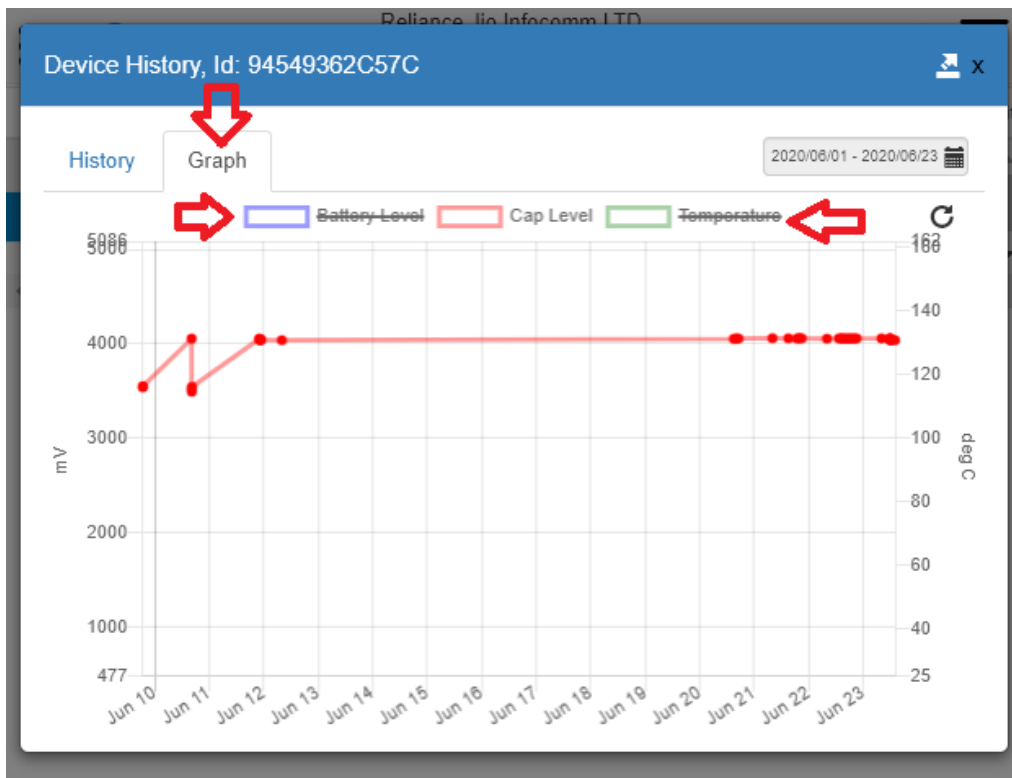 Reliance Jio Infocomm LTD
Device History, Id: 94549362C57C
x
History
Graph
2020/06/01 - 2020/06/23
Battery Level
Cap Level
Temperature
5086
5000
4000
3000
2000
1000
477
mV
162
160
140
120
100
80
60
40
25
deg C
Jun 10
Jun 11
Jun 12
Jun 13
Jun 14
Jun 15
Jun 16
Jun 17
Jun 18
Jun 19
Jun 20
Jun 21
Jun 22
Jun 23